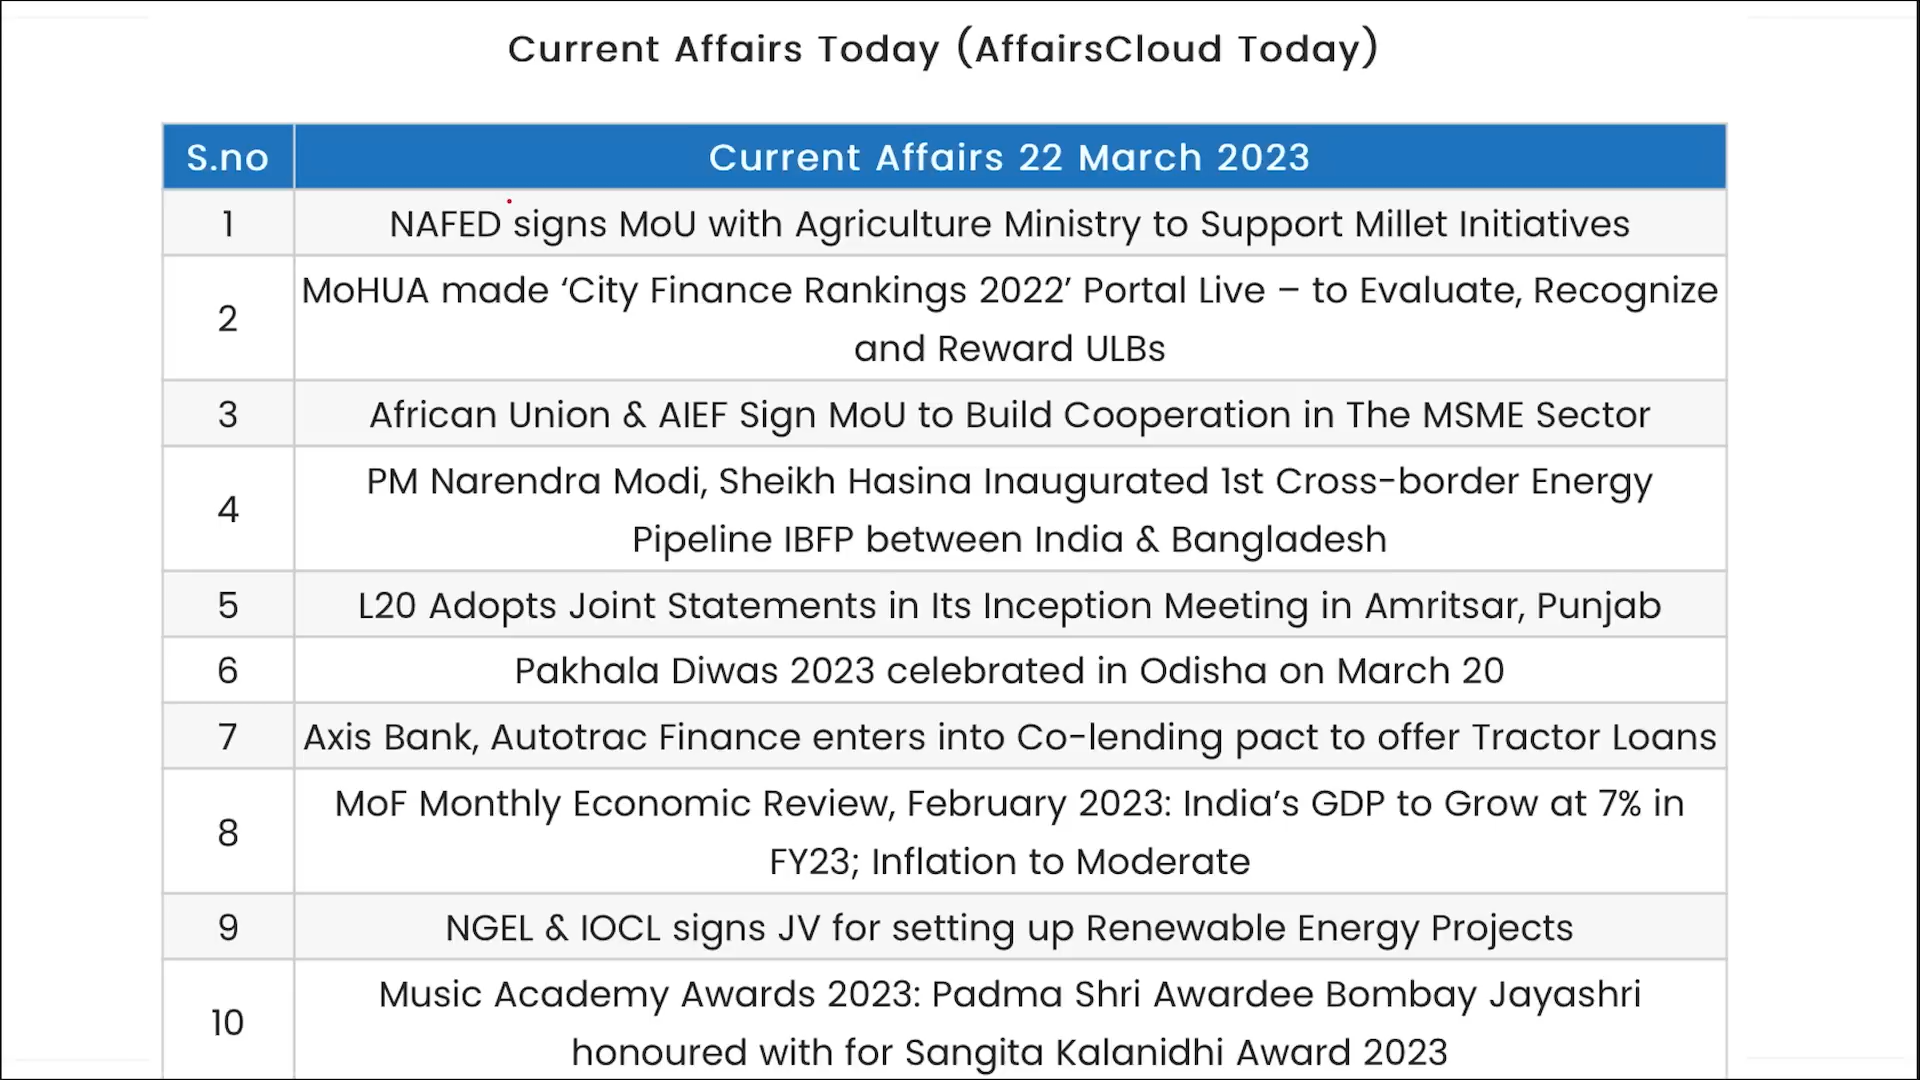 Current Affairs Today (AffairsCloud Today)
S.no Current Affairs 22 March 2023
1 NAFED signs MoU with Agriculture Ministry to Support Millet Initiatives
2 MoHUA made ‘City Finance Rankings 2022’ Portal Live – to Evaluate, Recognize
and Reward ULBs
3 African Union & AIEF Sign MoU to Build Cooperation in The MSME Sector
4 PM Narendra Modi, Sheikh Hasina Inaugurated 1st Cross-border Energy
Pipeline IBFP between India & Bangladesh
5 L20 Adopts Joint Statements in Its Inception Meeting in Amritsar, Punjab
6 Pakhala Diwas 2023 celebrated in Odisha on March 20
7 Axis Bank, Autotrac Finance enters into Co-lending pact to offer Tractor Loans
8 MoF Monthly Economic Review, February 2023: India’s GDP to Grow at 7% in
FY23; Inflation to Moderate
9 NGEL & IOCL signs JV for setting up Renewable Energy Projects
10 Music Academy Awards 2023: Padma Shri Awardee Bombay Jayashri
honoured with for Sangita Kalanidhi Award 2023